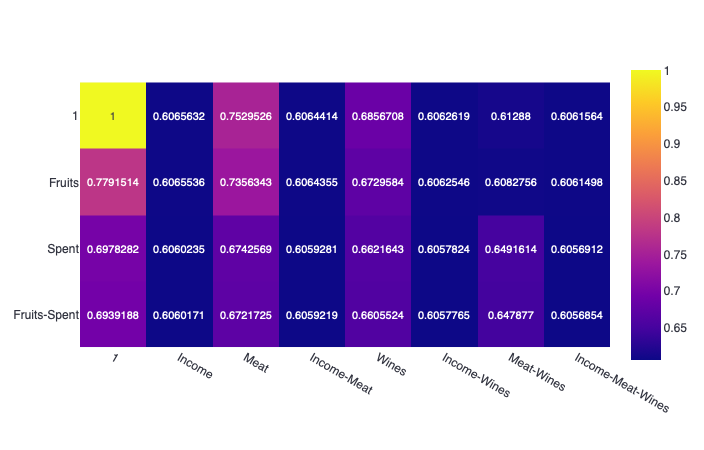 1 1 0.6065632 0.7529526 0.6064414 0.6856708 0.6062619 0.61288 0.6061564
Fruits 0.7791514 0.6065536 0.7356343 0.6064355 0.6729584 0.6062546 0.6082756 0.6061498
Spent 0.6978282 0.6060235 0.6742569 0.6059281 0.6621643 0.6057824 0.6491614 0.6056912
Fruits-Spent 0.6939188 0.6060171 0.6721725 0.6059219 0.6605524 0.6057765 0.647877 0.6056854
1 Income Meat Income-Meat Wines Income-Wines Meat-Wines Income-Meat-Wines
1
0.95
0.9
0.85
0.8
0.75
0.7
0.65